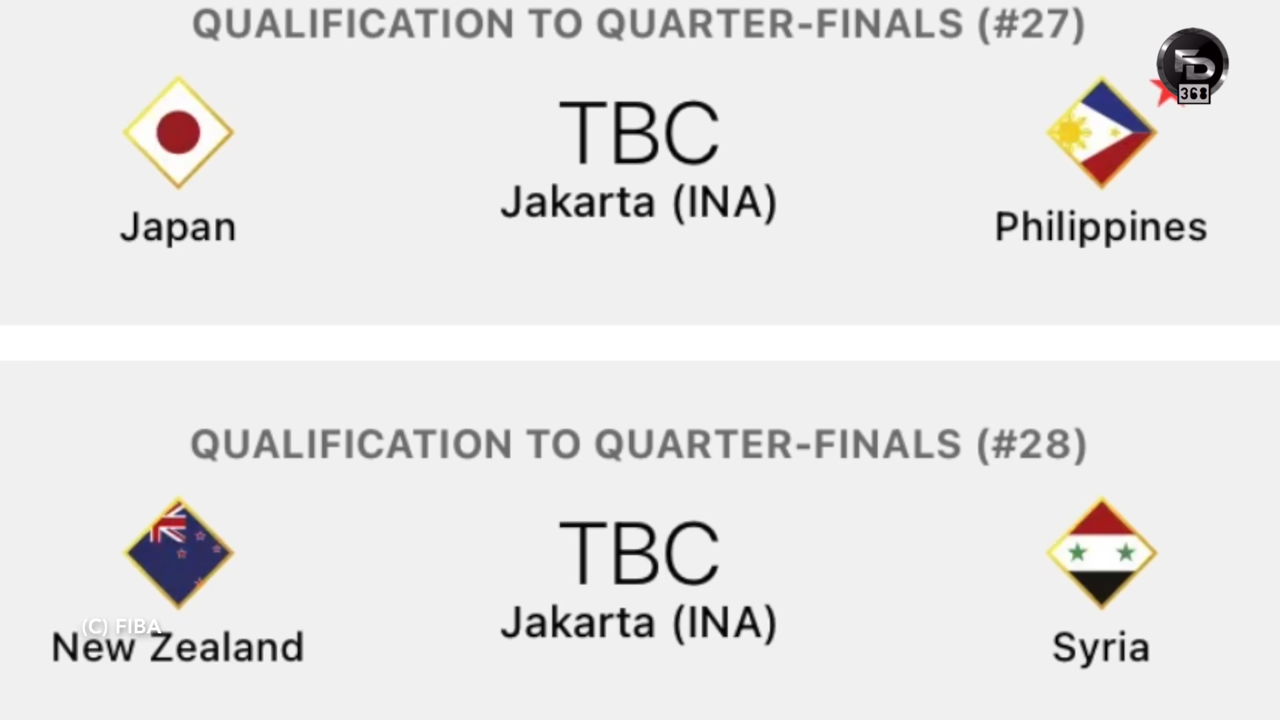 QUALIFICATION TO QUARTER-FINALS (#27)
FD
368
TBC
Jakarta (INA)
Japan
Philippines
QUALIFICATION TO QUARTER-FINALS (#28)
TBC
Jakarta (INA)
(C) FIBA
New Zealand
Syria